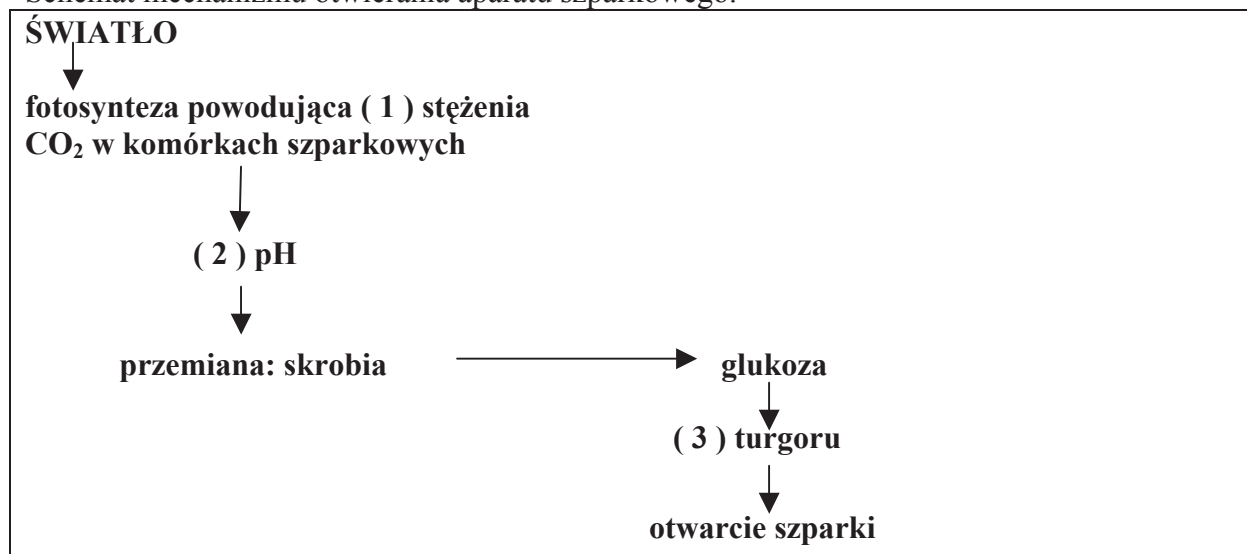 Schemat mechanizmu otwierania aparatu szparkowego.
ŚWIATŁO
fotosynteza powodująca ( 1 ) stężenia
CO₂ w komórkach szparkowych
( 2 ) pH
przemiana: skrobia glukoza
( 3 ) turgoru
otwarcie szparki